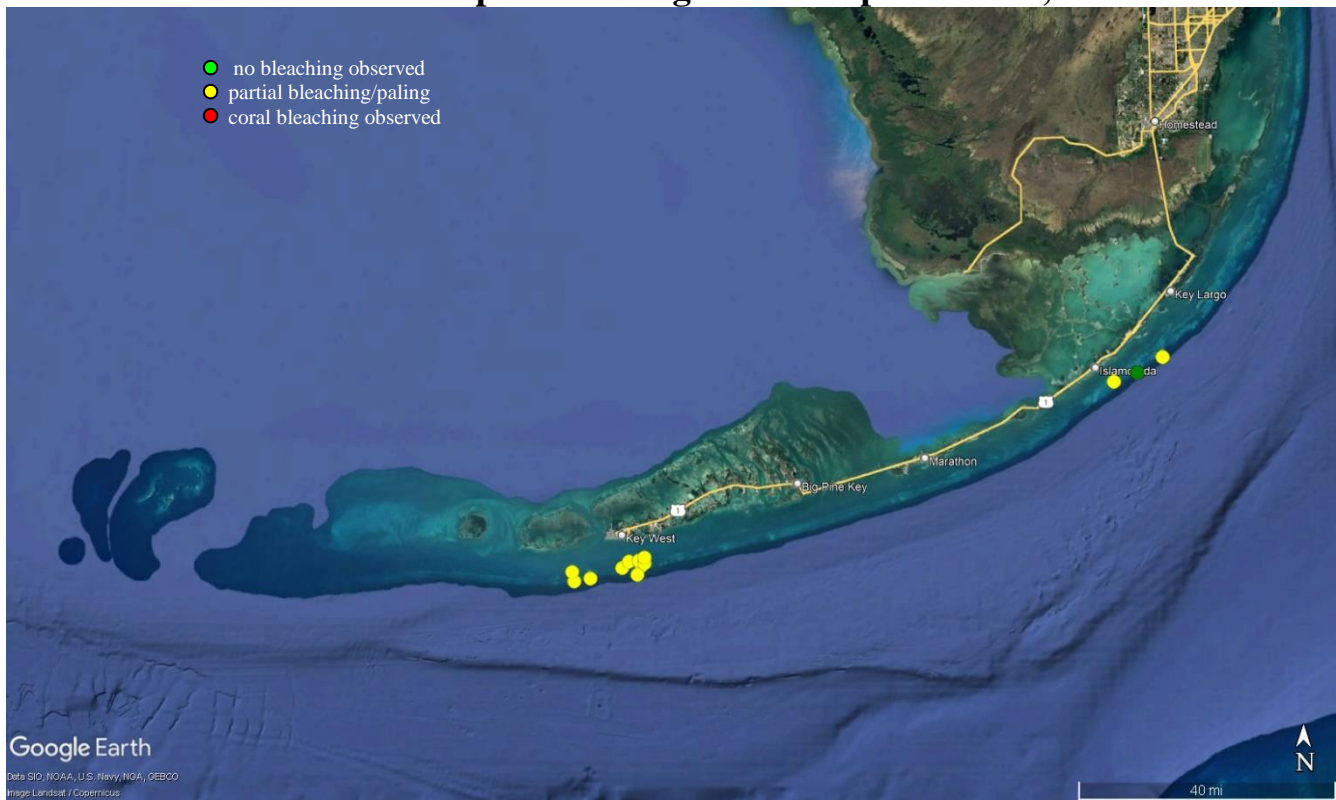 no bleaching observed
partial bleaching/paling
coral bleaching observed
Homestead
Key Largo
Islamorada
1
Marathon
Big Pine Key
1
Key West
Google Earth
Data SIO, NOAA, U.S. Navy, NGA, GEBCO
Image Landsat / Copernicus
N
40 mi